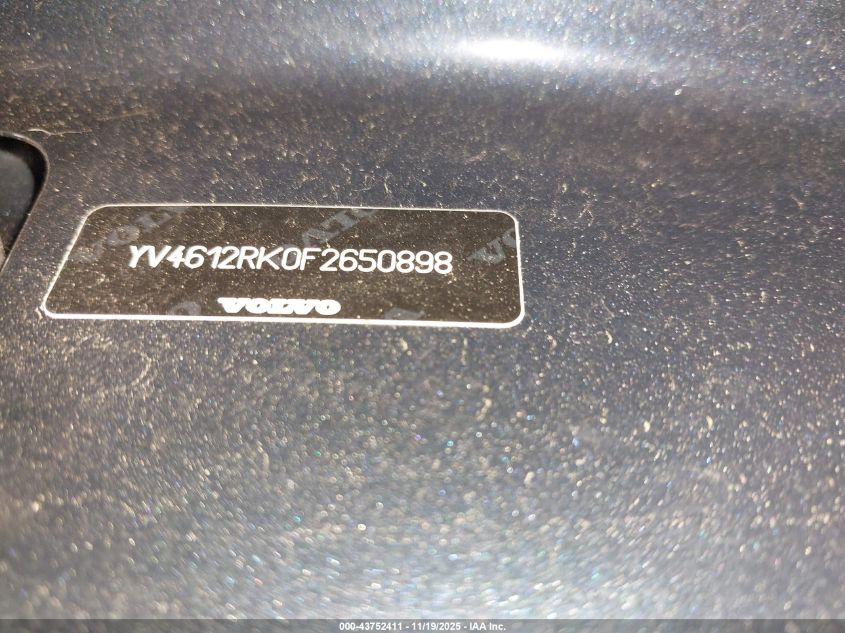 YV4612RK0F2650898
VOLVO
000-43752411 - 11/19/2025 - IAA Inc.